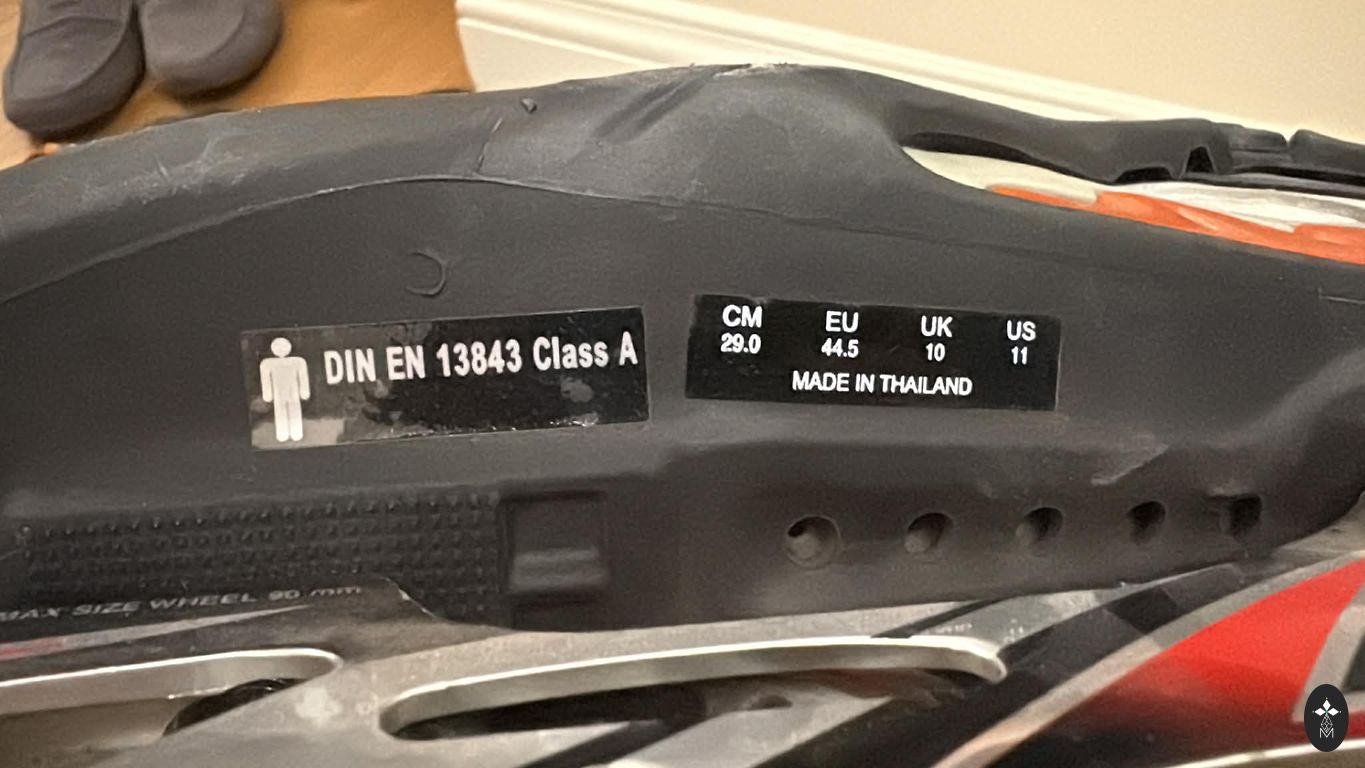 DIN EN 13843 Class A
CM EU UK US
29.0 44.5 10 11
MADE IN THAILAND
MAX SIZE WHEEL 90 mm
M